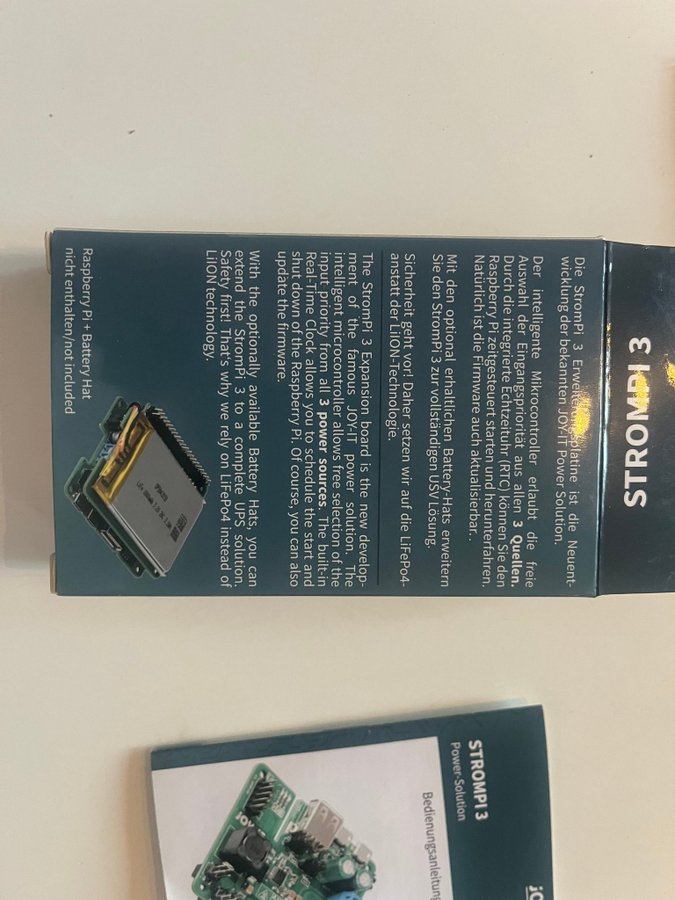 STROMPI 3
Die StromPi 3 Erweiterungsplatine ist die Neuent-
wicklung der bekannten JOY-IT Power Solution.
Der intelligente Mikrocontroller erlaubt die freie
Auswahl der Eingangspriorität aus allen 3 Quellen.
Durch die integrierte Echtzeituhr (RTC) können Sie den
Raspberry Pi zeitgesteuert starten und herunterfahren.
Natürlich ist die Firmware auch aktualisierbar.
Mit den optional erhältlichen Battery-Hats erweitern
Sie den StromPi 3 zur vollständigen USV Lösung.
Sicherheit geht vor! Daher setzen wir auf die LiFePo4-
anstatt der LiION-Technologie.
The StromPi 3 Expansion board is the new develop-
ment of the famous JOY-IT power solution. The
intelligent microcontroller allows free selection of the
input priority from all 3 power sources. The built-in
Real-Time Clock allows you to schedule the start and
shut down of the Raspberry Pi. Of course, you can also
update the firmware.
With the optionally available Battery Hats, you can
extend the StromPi 3 to a complete UPS solution.
Safety first! That's why we rely on LiFePo4 instead of
LiION technology.
Raspberry Pi + Battery Hat
nicht enthalten/not included
STROMPI 3
Power-Solution
Bedienungsanleitung
JOY